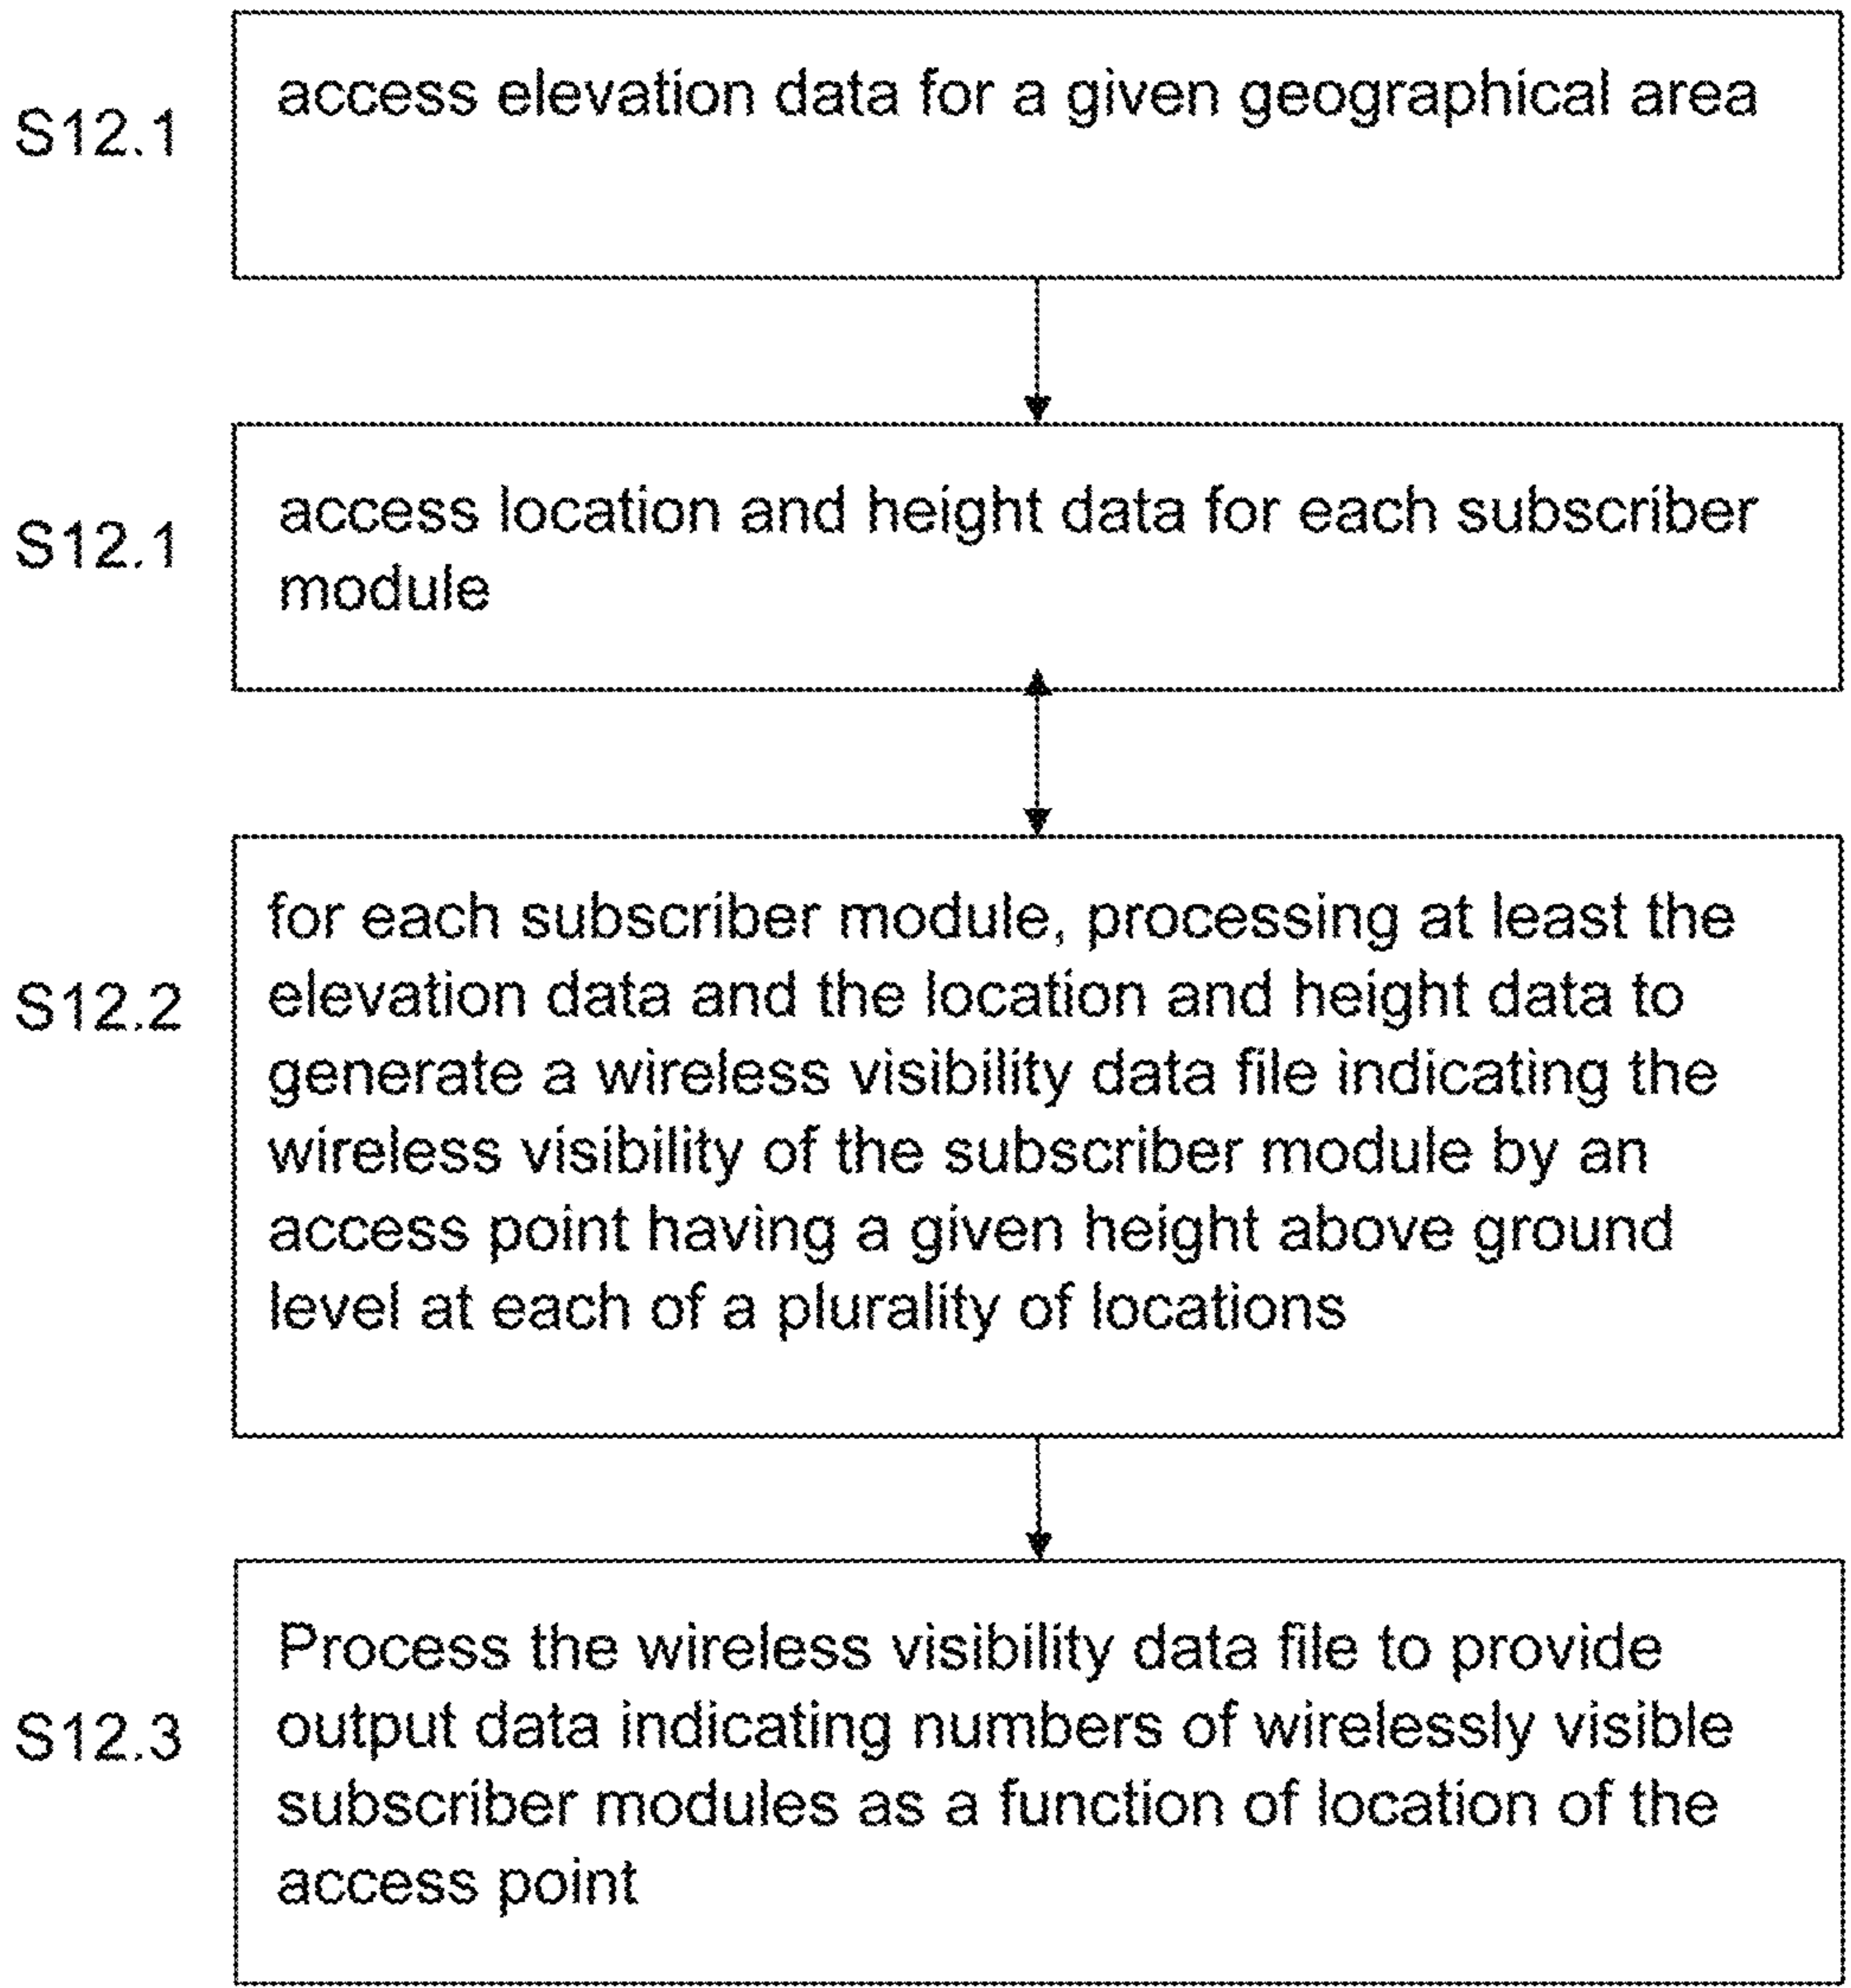 S12.1
access elevation data for a given geographical area
S12.1
access location and height data for each subscriber
module
S12.2
for each subscriber module, processing at least the
elevation data and the location and height data to
generate a wireless visibility data file indicating the
wireless visibility of the subscriber module by an
access point having a given height above ground
level at each of a plurality of locations
S12.3
Process the wireless visibility data file to provide
output data indicating numbers of wirelessly visible
subscriber modules as a function of location of the
access point